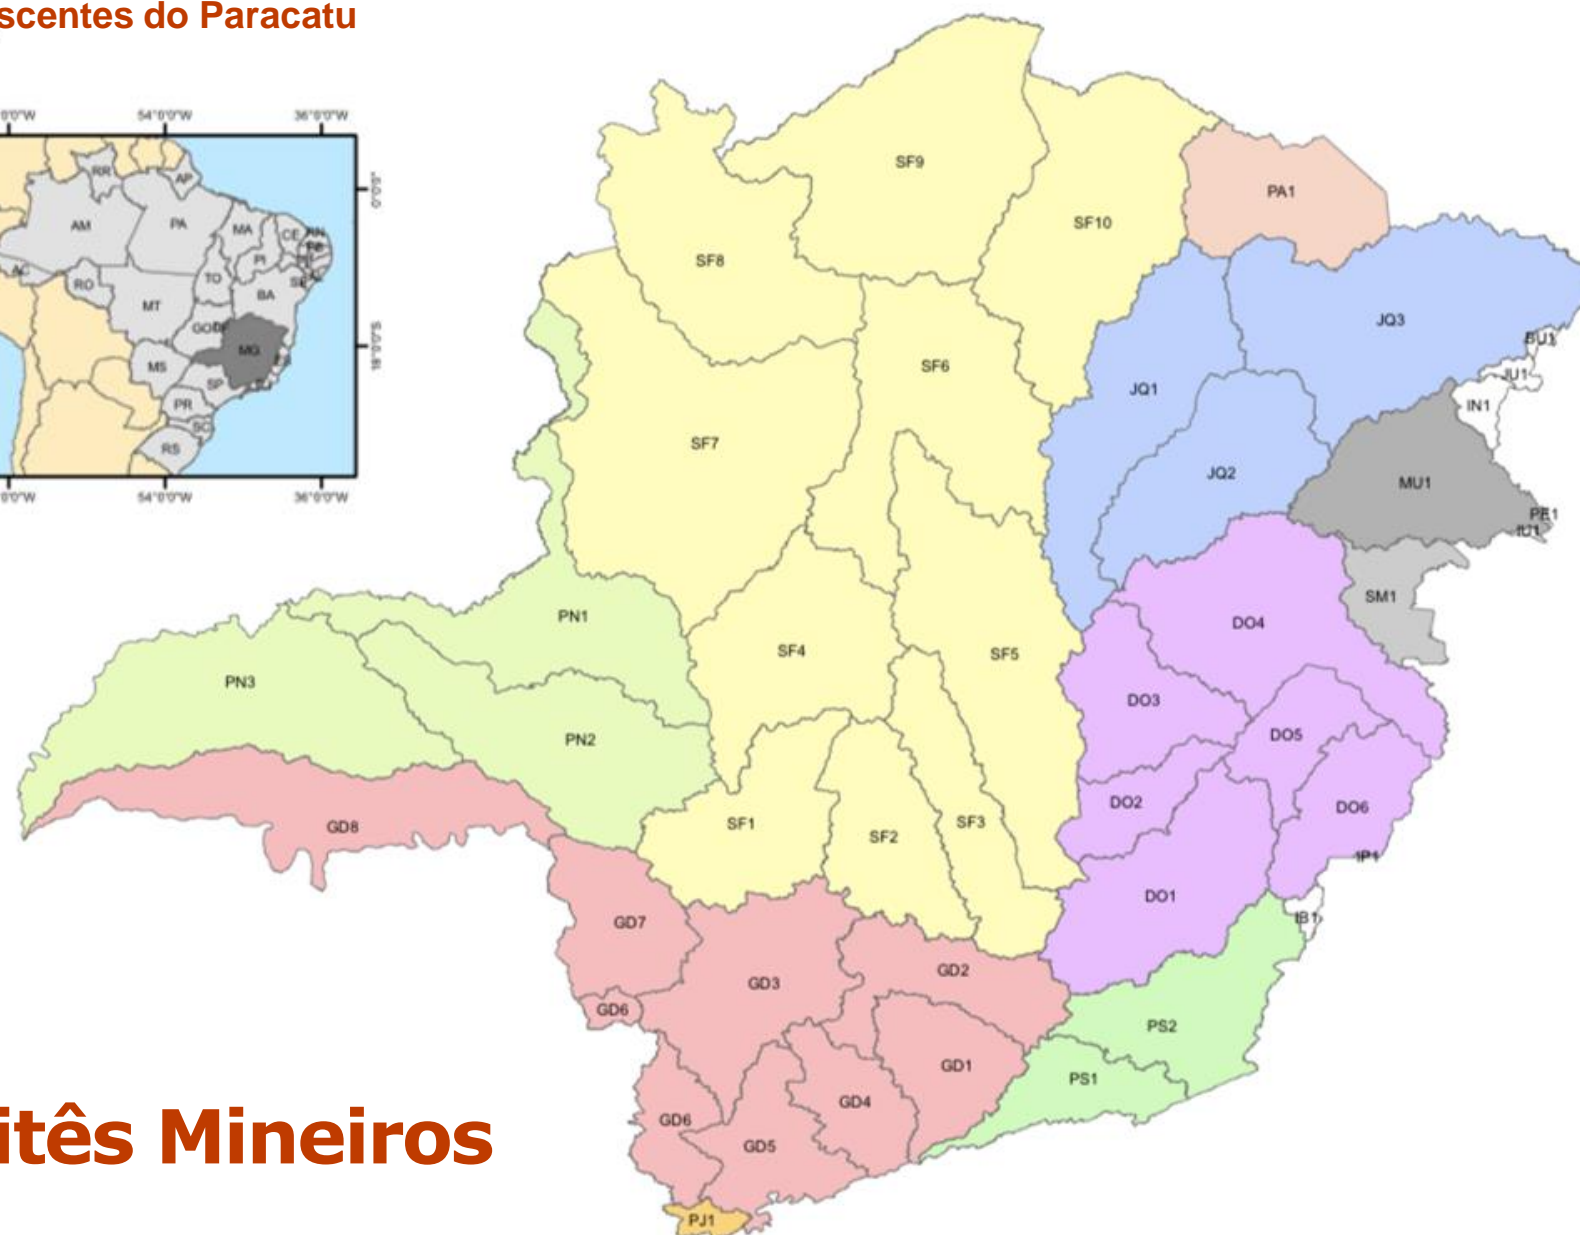 scentes do Paracatu
54°0'0"W
36°0'0"W
RR
AP
AM
PA
MA
CE
AC
RO
TO
PI
SE
MT
BA
GO
MG
MS
SP
PR
SC
RS
54°0'0"W
36°0'0"W
SF9
PA1
SF10
SF8
JQ3
BU1
SF6
JU1
JQ1
IN1
SF7
JQ2
MU1
PE1
IU1
SM1
PN1
DO4
SF4
SF5
PN3
DO3
PN2
DO5
DO2
DO6
SF1
SF3
GD8
SF2
IP1
DO1
GD7
IB1
GD2
GD3
GD6
PS2
GD1
PS1
GD4
GD6
GD5
PJ1
itês Mineiros